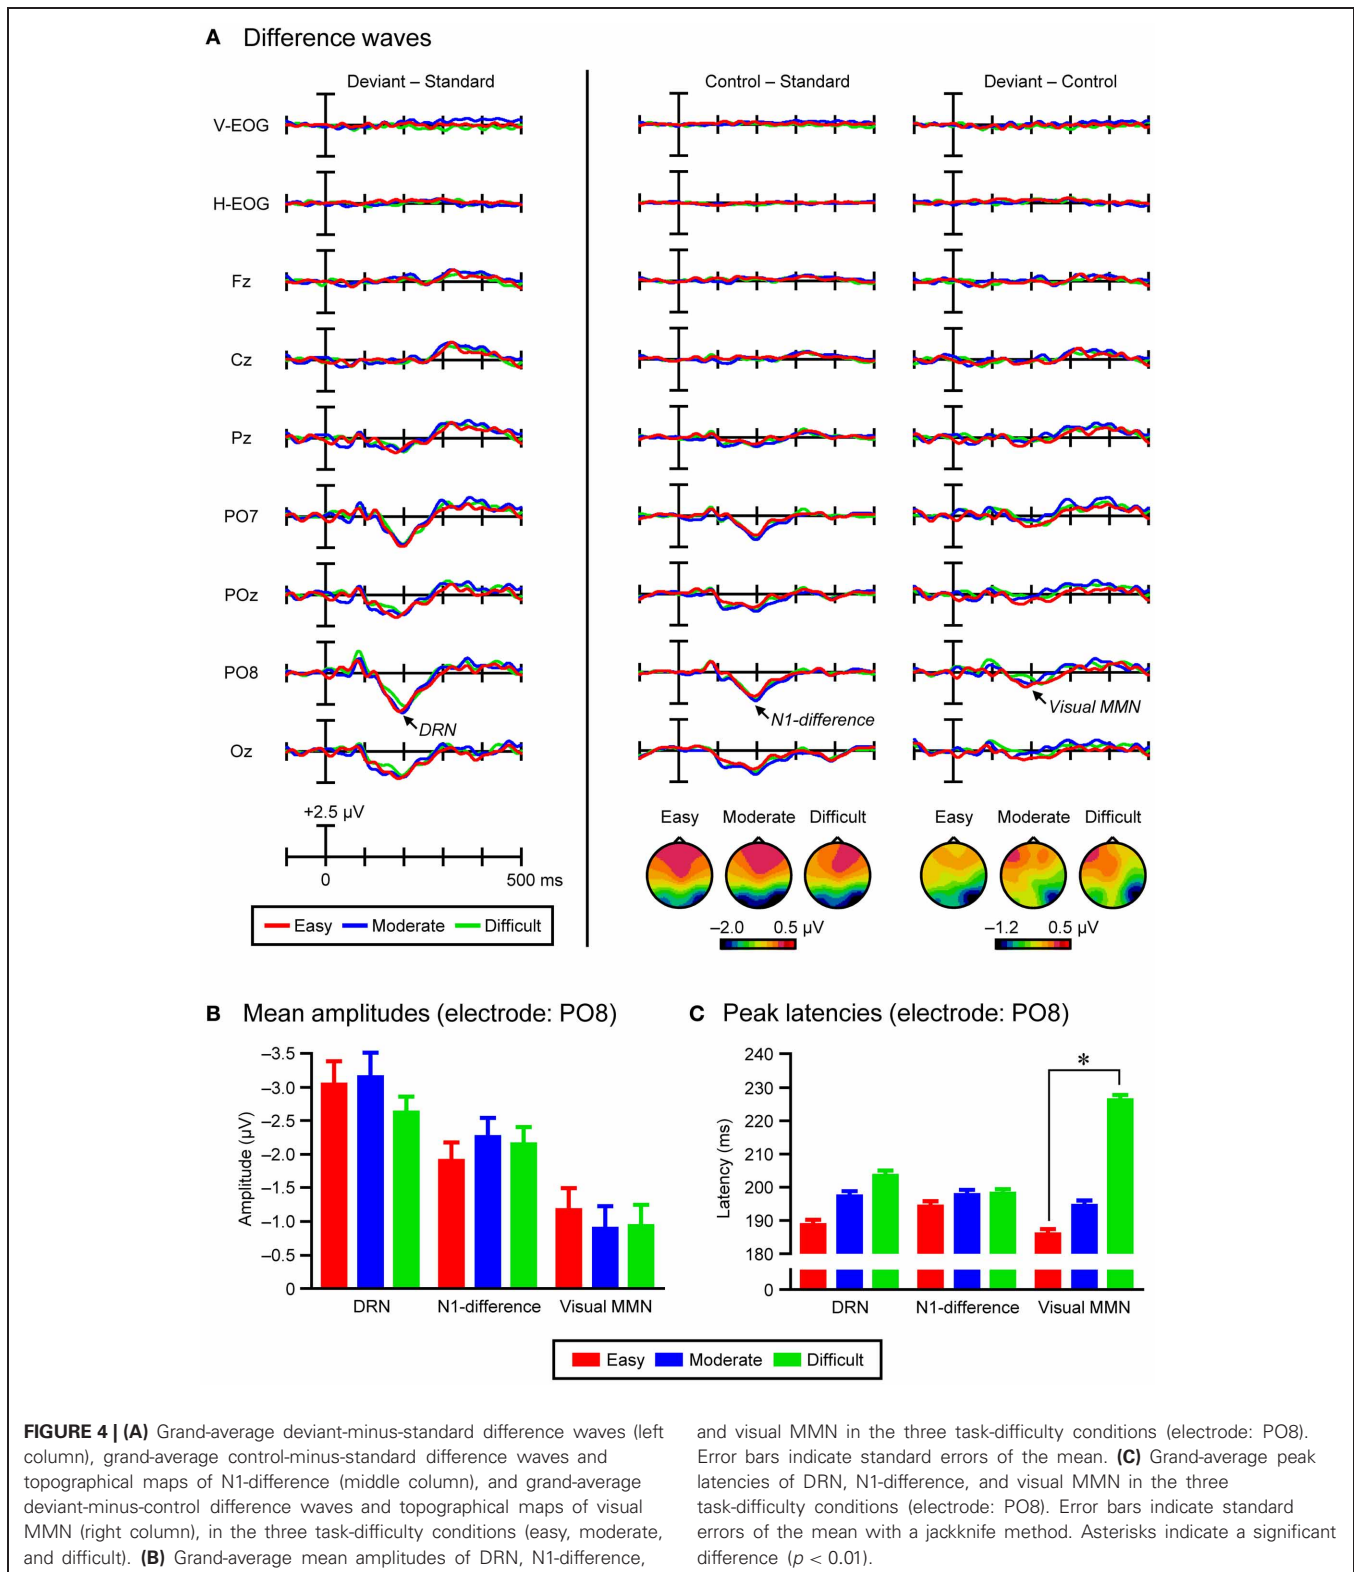 A Difference waves
Deviant – Standard
Control – Standard
Deviant – Control
V-EOG
H-EOG
Fz
Cz
Pz
PO7
POz
PO8
DRN
N1-difference
Visual MMN
Oz
+2.5 µV
0
500 ms
Easy Moderate Difficult
Easy Moderate Difficult
Easy Moderate Difficult
–2.0 0.5 µV
–1.2 0.5 µV
B Mean amplitudes (electrode: PO8)
Amplitude (µV)
–3.5
–3.0
–2.5
–2.0
–1.5
–1.0
–0.5
0
DRN N1-difference Visual MMN
C Peak latencies (electrode: PO8)
Latency (ms)
240
230
220
210
200
190
180
0
*
DRN N1-difference Visual MMN
Easy Moderate Difficult
FIGURE 4 | (A) Grand-average deviant-minus-standard difference waves (left
column), grand-average control-minus-standard difference waves and
topographical maps of N1-difference (middle column), and grand-average
deviant-minus-control difference waves and topographical maps of visual
MMN (right column), in the three task-difficulty conditions (easy, moderate,
and difficult). (B) Grand-average mean amplitudes of DRN, N1-difference,
and visual MMN in the three task-difficulty conditions (electrode: PO8).
Error bars indicate standard errors of the mean. (C) Grand-average peak
latencies of DRN, N1-difference, and visual MMN in the three
task-difficulty conditions (electrode: PO8). Error bars indicate standard
errors of the mean with a jackknife method. Asterisks indicate a significant
difference (p < 0.01).